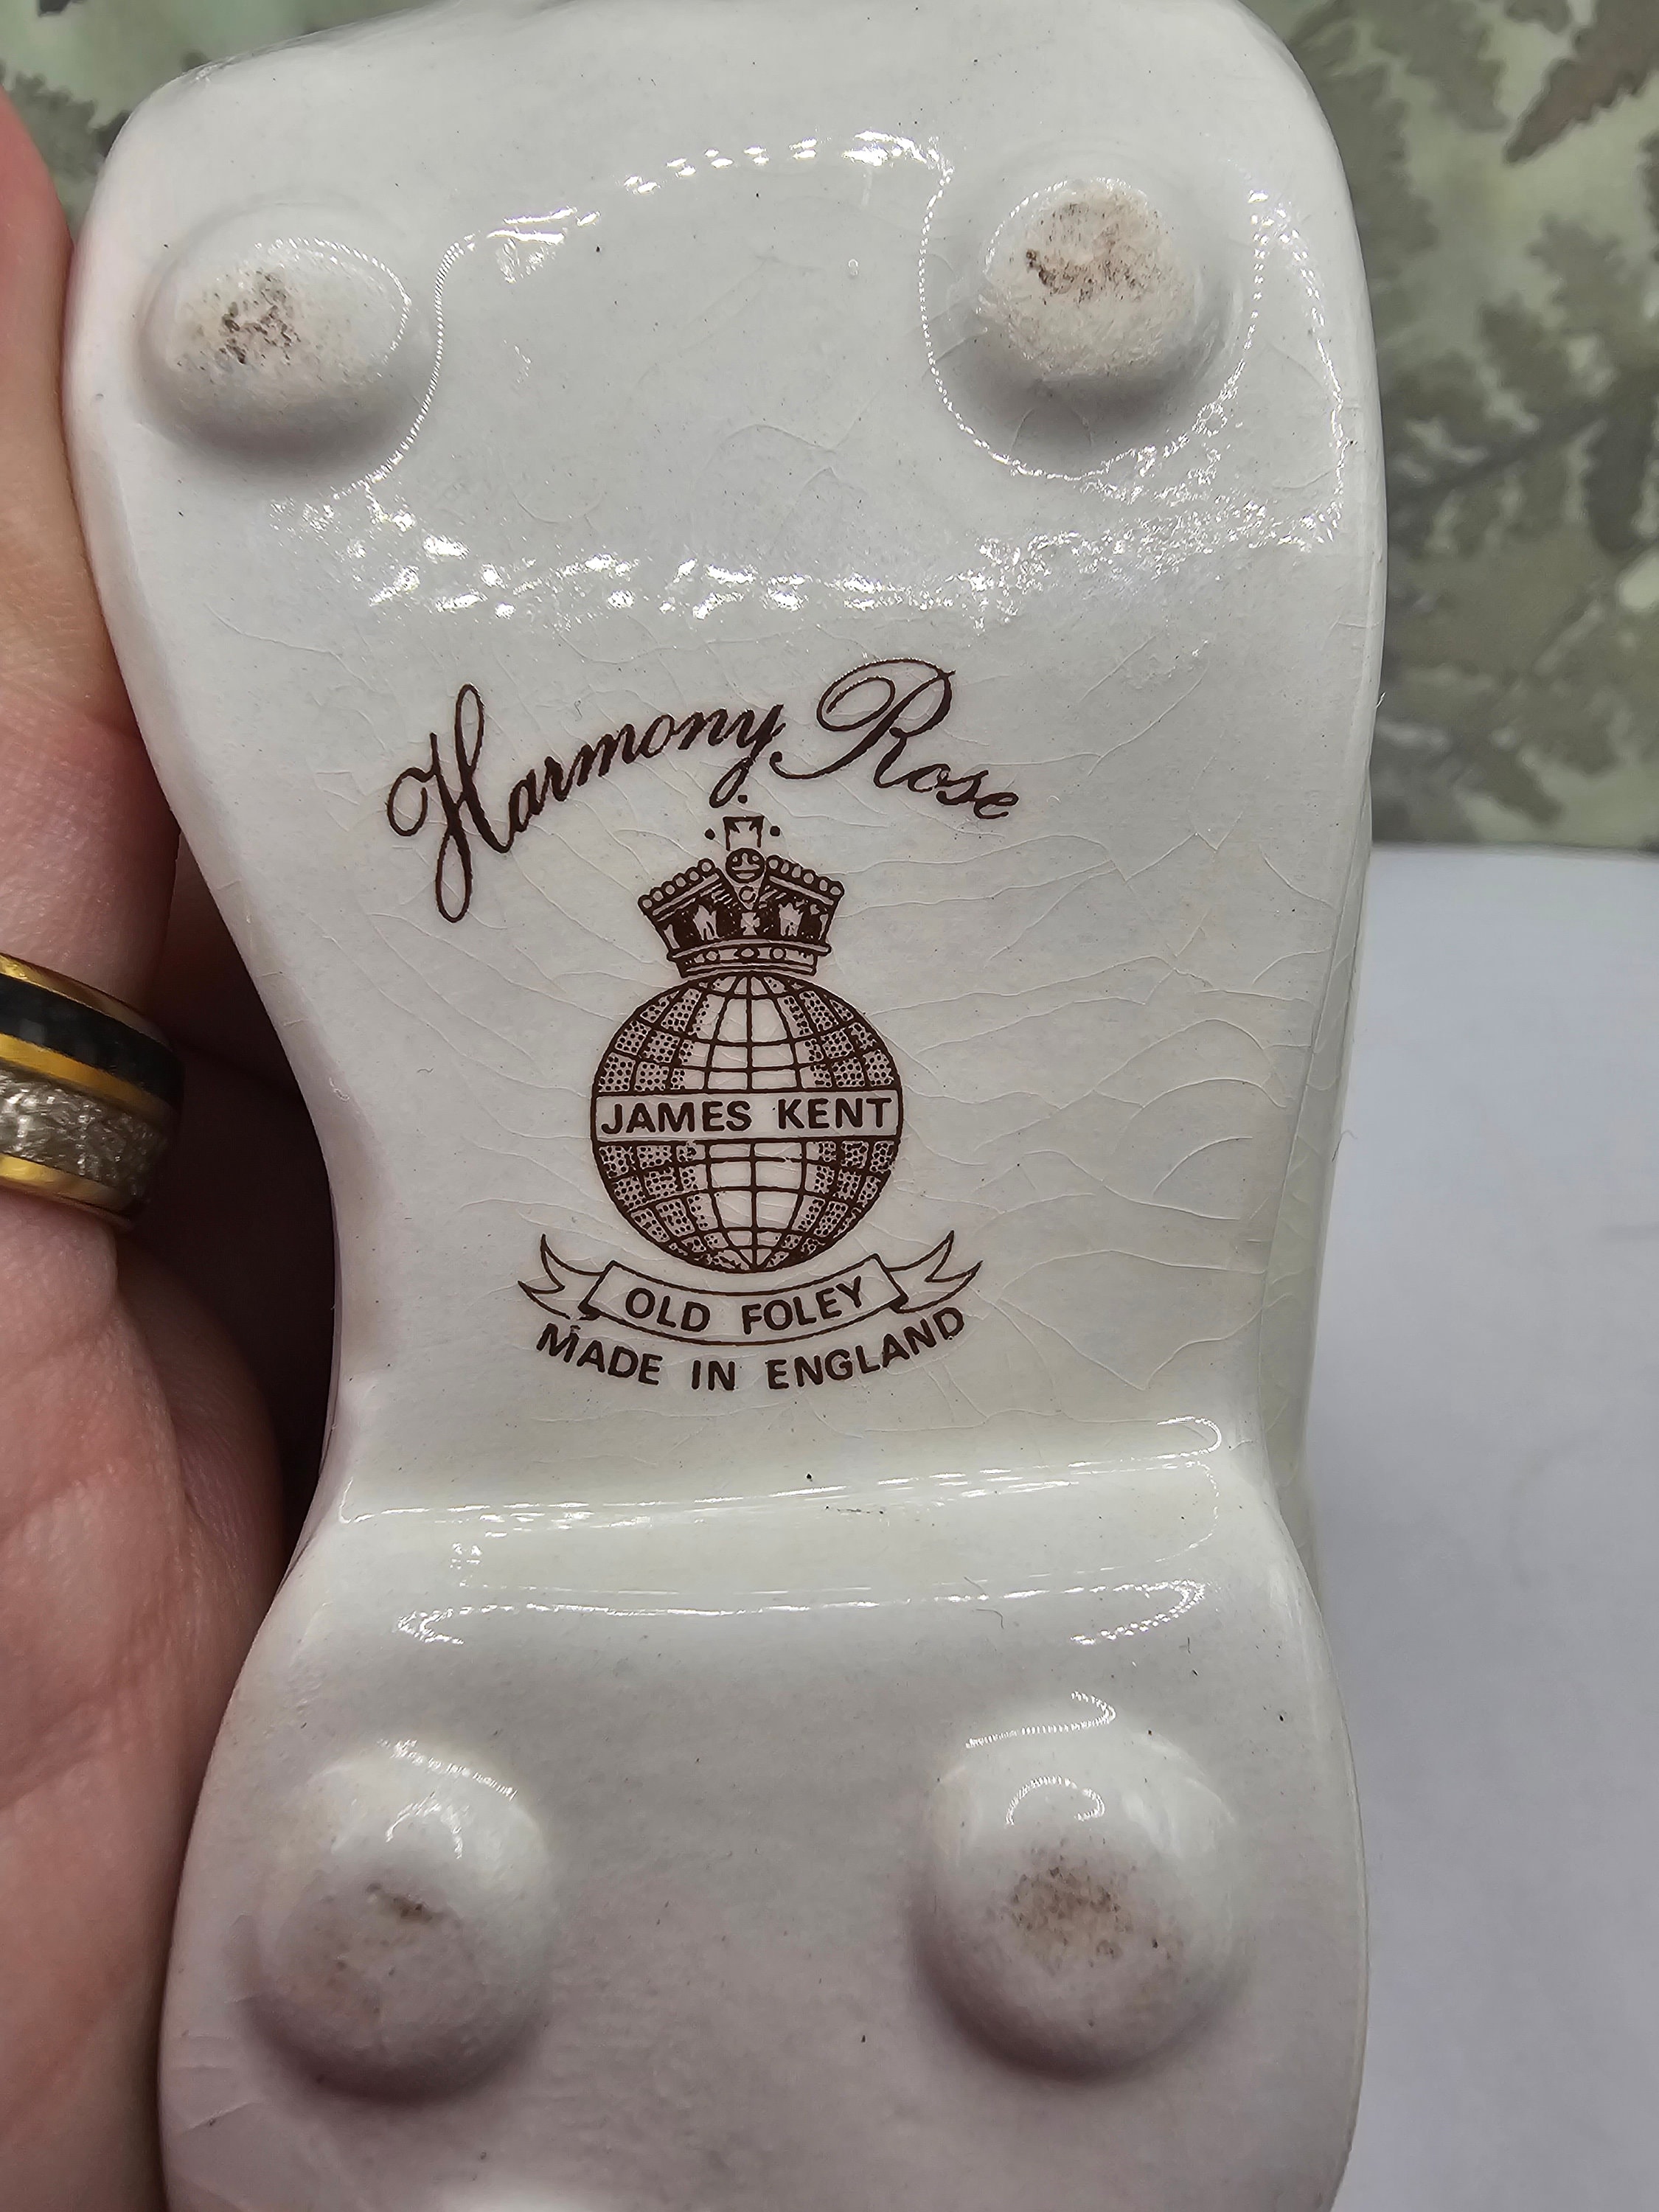 Harmony Rose
JAMES KENT
OLD FOLEY
MADE IN ENGLAND